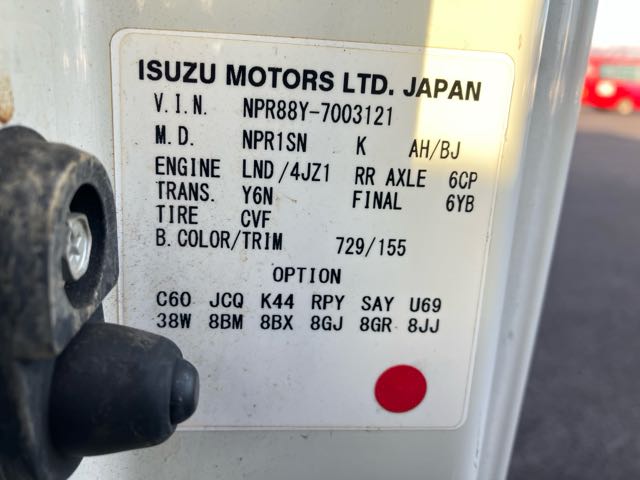 ISUZU MOTORS LTD. JAPAN
V.I.N. NPR88Y-7003121
M.D. NPR1SN K AH/BJ
ENGINE LND/4JZ1 RR AXLE 6CP
TRANS. Y6N FINAL 6YB
TIRE CVF
B.COLOR/TRIM 729/155
OPTION
C60 JCQ K44 RPY SAY U69
38W 8BM 8BX 8GJ 8GR 8JJ